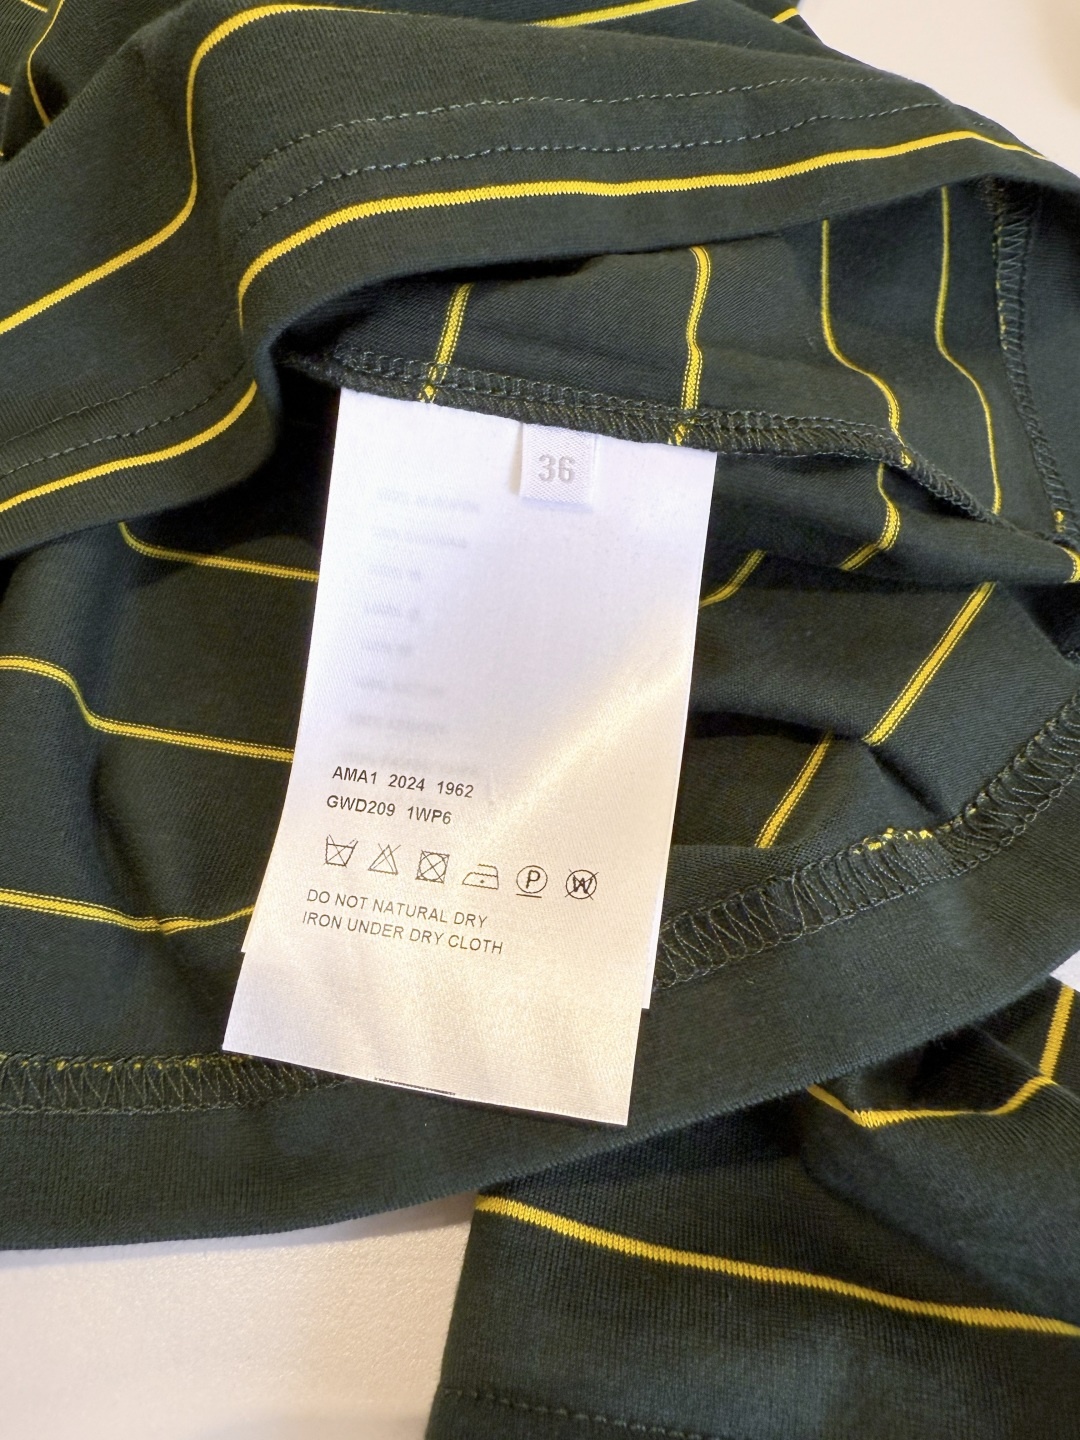 36
AMA1 2024 1962
GWD209 1WP6
P
W
DO NOT NATURAL DRY
IRON UNDER DRY CLOTH